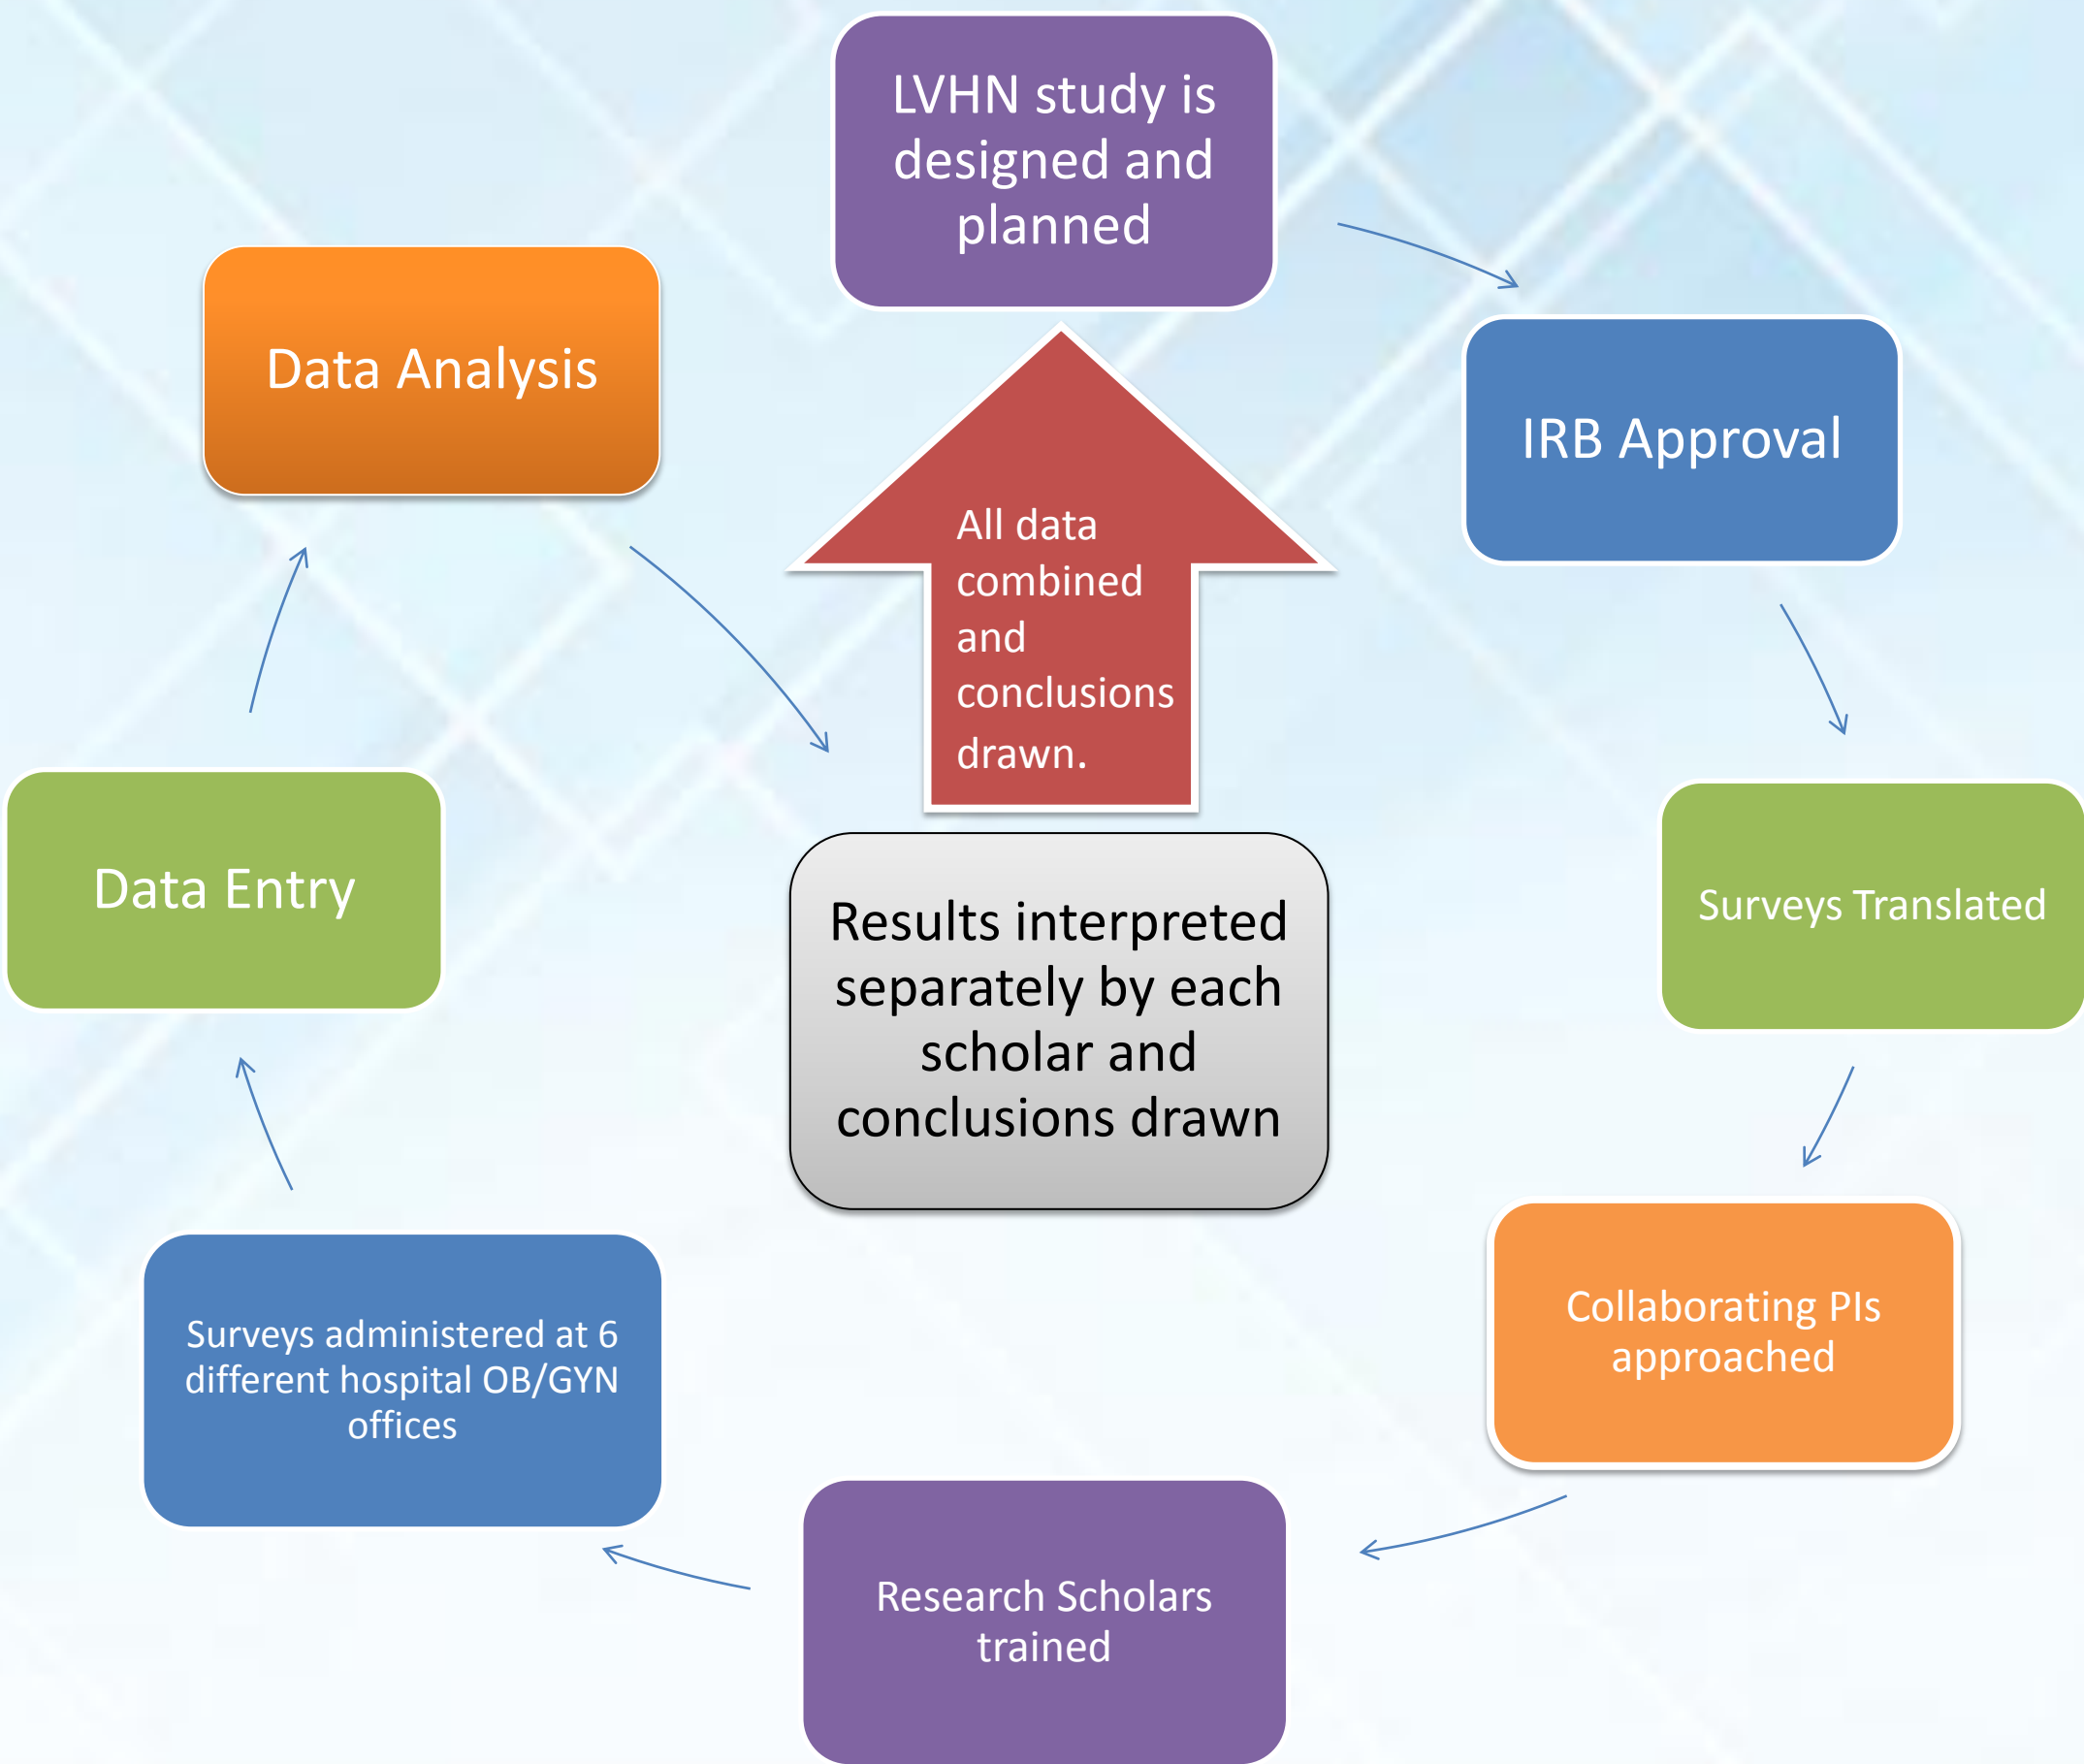 LVHN study is
designed and
planned
IRB Approval
Surveys Translated
Collaborating PIs
approached
Research Scholars
trained
Surveys administered at 6
different hospital OB/GYN
offices
Data Entry
Data Analysis
Results interpreted
separately by each
scholar and
conclusions drawn
All data
combined
and
conclusions
drawn.